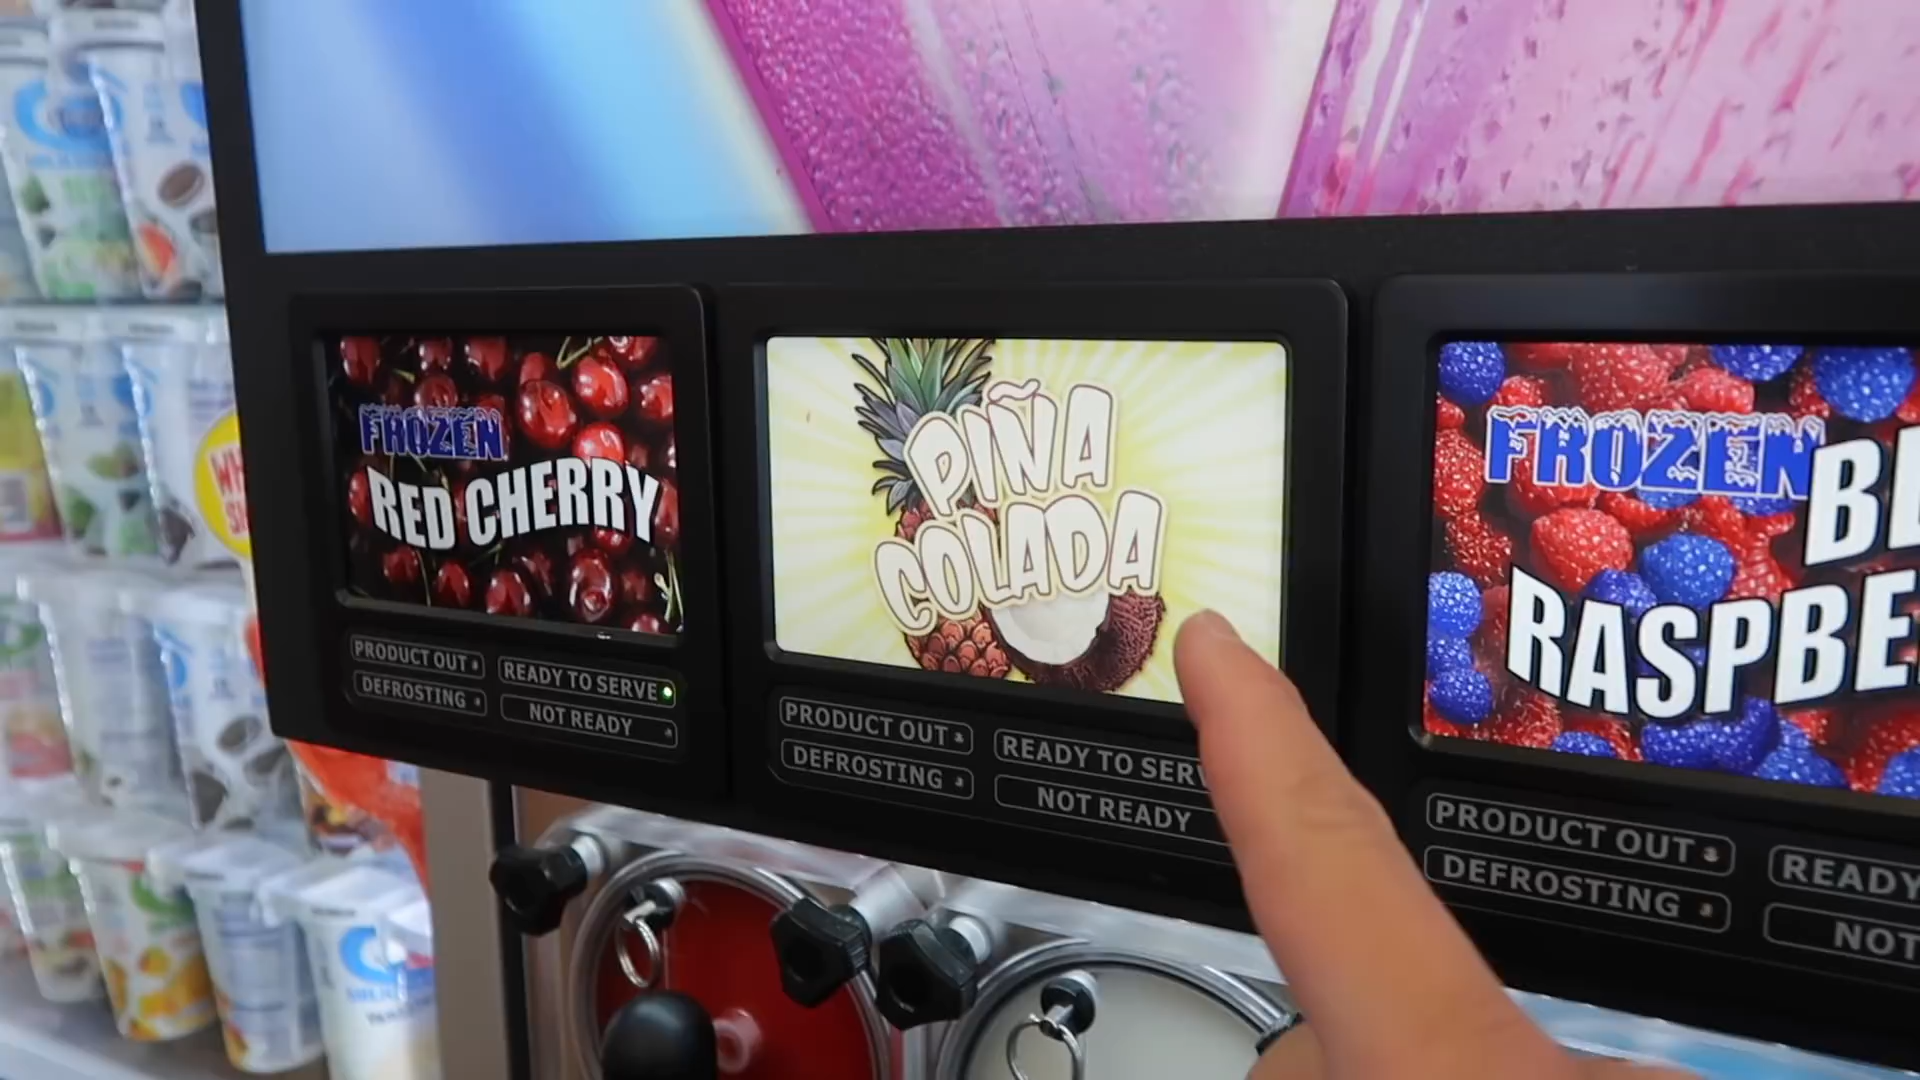 FROZEN
RED CHERRY
PRODUCT OUT
READY TO SERVE
DEFROSTING
NOT READY
PIÑA
COLADA
PRODUCT OUT
READY TO SERV
DEFROSTING
NOT READY
FROZEN
RASPBE
PRODUCT OUT
READY
DEFROSTING
NOT